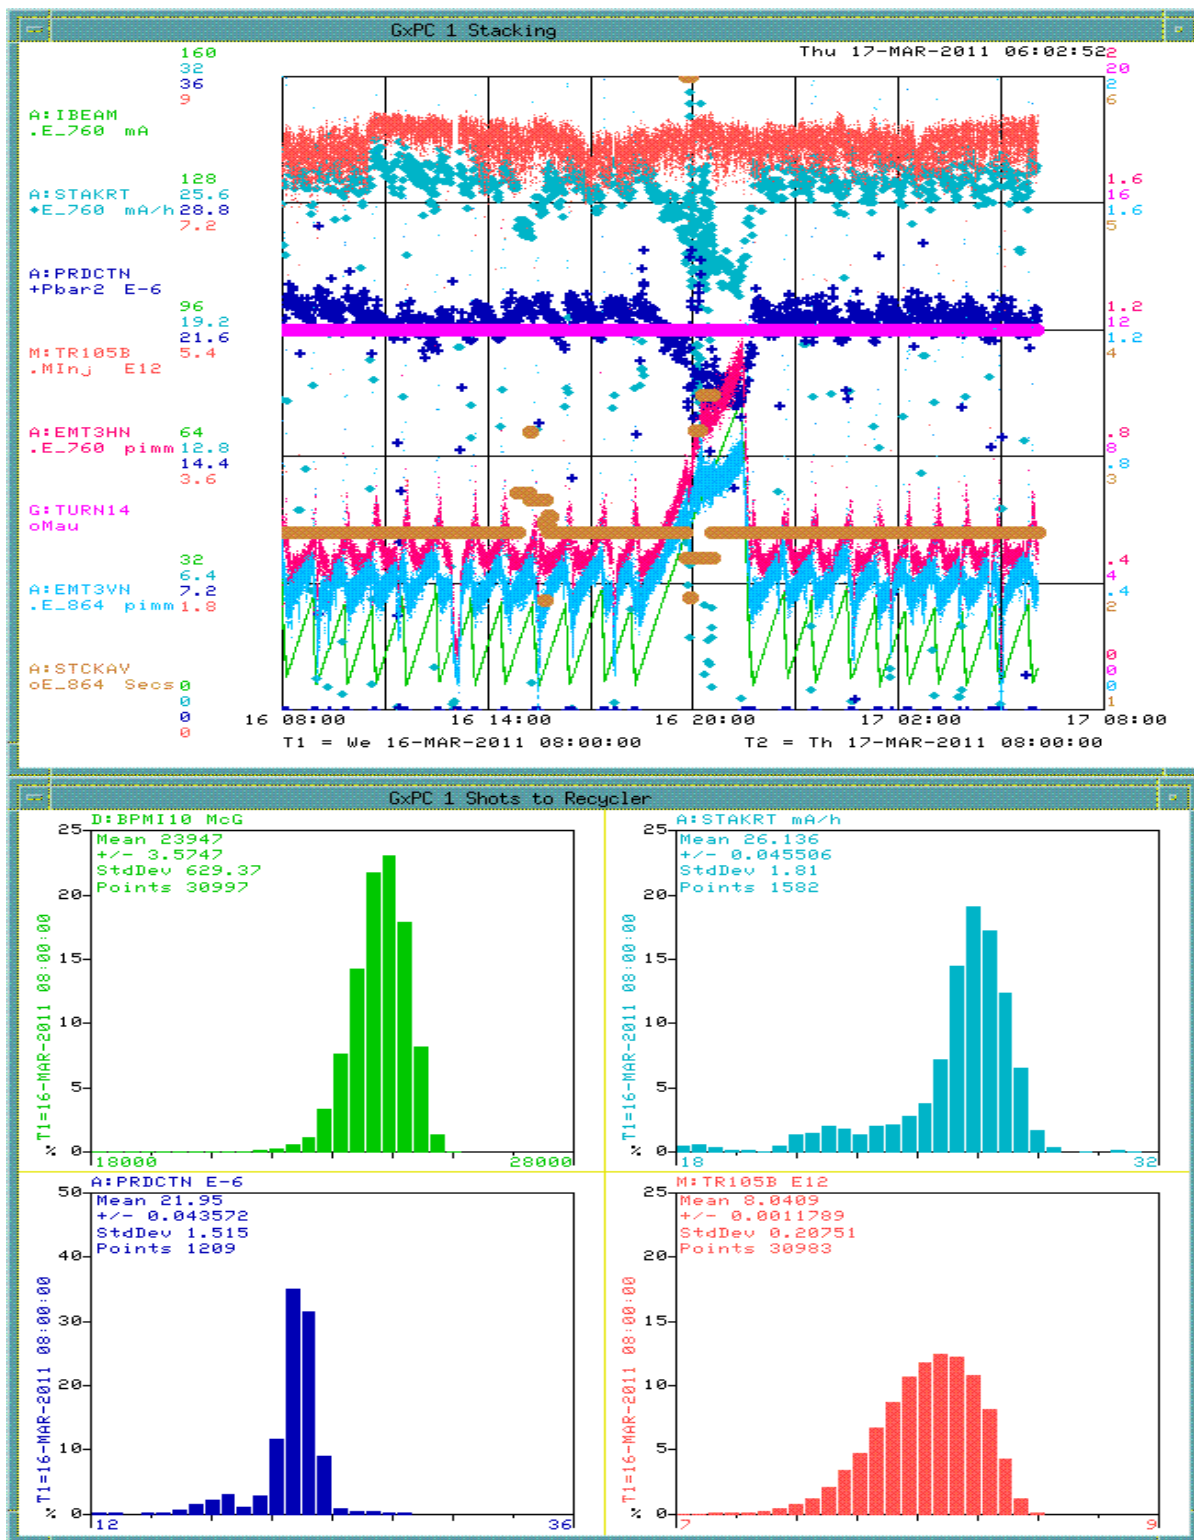 GxPC 1 Stacking
Thu 17-MAR-2011 06:02:52
160 2
32 20
36 2
9 6
A:IBEAM
.E_760 mA
128 1.6
A:STAKRT 25.6 16
+E_760 mA/h 28.8 1.6
7.2 5
A:PRDCTN
+Pbar2 E-6
96 1.2
19.2 12
21.6 1.2
M:TR105B 5.4 4
.MInj E12
A:EMT3HN 64 .8
.E_760 pimm 12.8 8
14.4 .8
3.6 3
G:TURN14
oMau
32 .4
6.4 4
A:EMT3VN 7.2 .4
.E_864 pimm 1.8 2
A:STCKAV 0
oE_864 Secs 0 0
0 0
0 1
0
16 08:00 16 14:00 16 20:00 17 02:00 17 08:00
T1 = We 16-MAR-2011 08:00:00 T2 = Th 17-MAR-2011 08:00:00
GxPC 1 Shots to Recycler
D:BPMI10 McG
Mean 23947
+/- 3.5747
StdDev 629.37
Points 30997
25
20
15
10
5
% 0
T1=16-MAR-2011 08:00:00
18000 28000
A:STAKRT mA/h
Mean 26.136
+/- 0.045506
StdDev 1.81
Points 1582
25
20
15
10
5
% 0
T1=16-MAR-2011 08:00:00
18 32
A:PRDCTN E-6
Mean 21.95
+/- 0.043572
StdDev 1.515
Points 1209
50
40
30
20
10
% 0
T1=16-MAR-2011 08:00:00
12 36
M:TR105B E12
Mean 8.0409
+/- 0.0011789
StdDev 0.20751
Points 30983
25
20
15
10
5
% 0
T1=16-MAR-2011 08:00:00
7 9